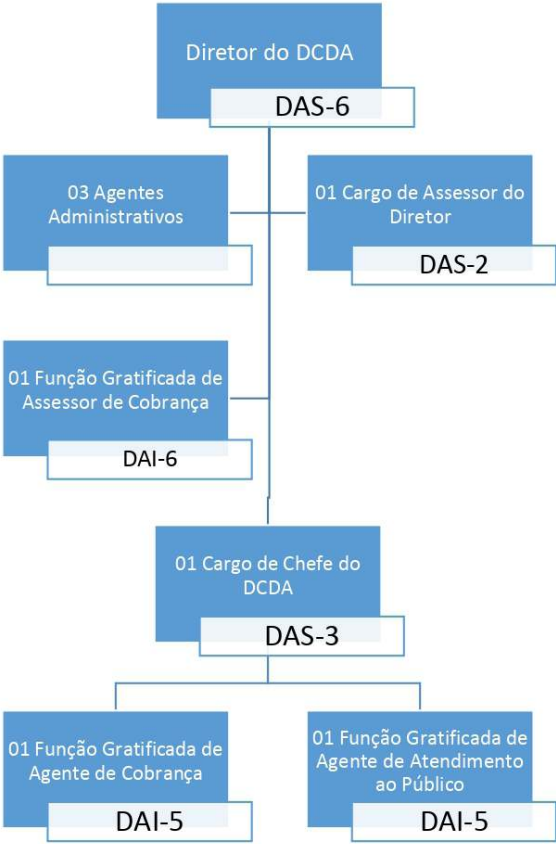 Diretor do DCDA
DAS-6
03 Agentes
Administrativos
01 Cargo de Assessor do
Diretor
DAS-2
01 Função Gratificada de
Assessor de Cobrança
DAI-6
01 Cargo de Chefe do
DCDA
DAS-3
01 Função Gratificada de
Agente de Cobrança
DAI-5
01 Função Gratificada de
Agente de Atendimento
ao Público
DAI-5